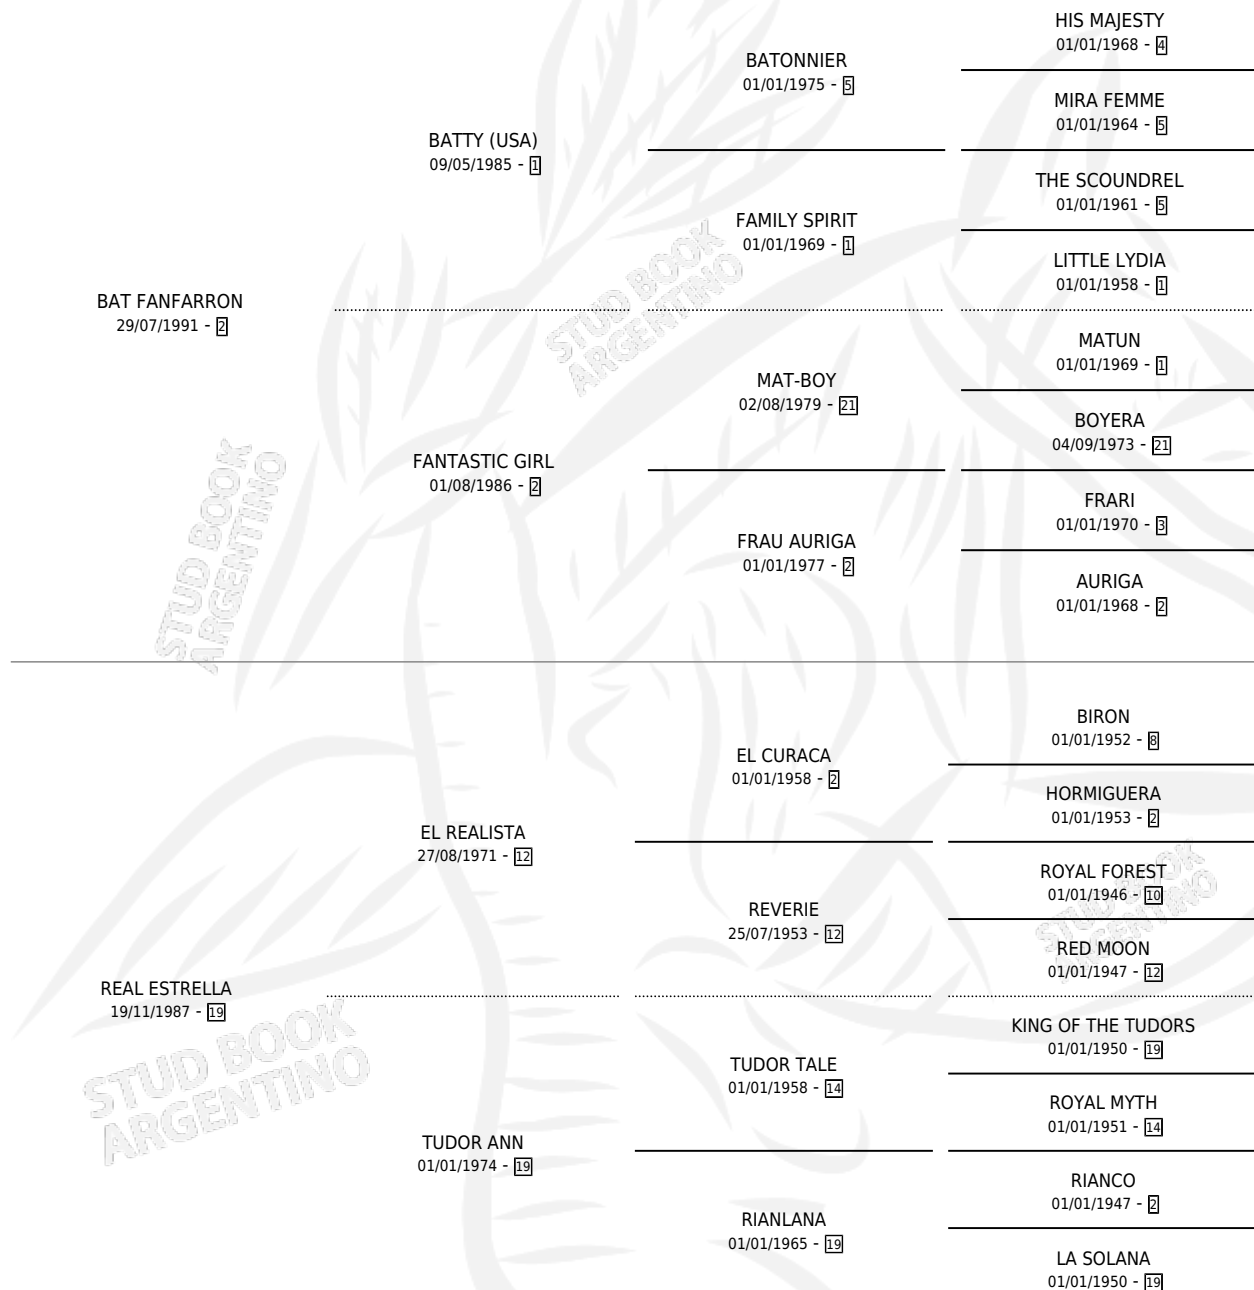 HIS MAJESTY
01/01/1968 - 4
BATONNIER
01/01/1975 - 5
MIRA FEMME
01/01/1964 - 5
BATTY (USA)
09/05/1985 - 1
THE SCOUNDREL
01/01/1961 - 5
FAMILY SPIRIT
01/01/1969 - 1
LITTLE LYDIA
01/01/1958 - 1
BAT FANFARRON
29/07/1991 - 2
MATUN
01/01/1969 - 1
MAT-BOY
02/08/1979 - 21
BOYERA
04/09/1973 - 21
FANTASTIC GIRL
01/08/1986 - 2
FRARI
01/01/1970 - 3
FRAU AURIGA
01/01/1977 - 2
AURIGA
01/01/1968 - 2
BIRON
01/01/1952 - 8
EL CURACA
01/01/1958 - 2
HORMIGUERA
01/01/1953 - 2
EL REALISTA
27/08/1971 - 12
ROYAL FOREST
01/01/1946 - 10
REVERIE
25/07/1953 - 12
RED MOON
01/01/1947 - 12
REAL ESTRELLA
19/11/1987 - 19
KING OF THE TUDORS
01/01/1950 - 19
TUDOR TALE
01/01/1958 - 14
ROYAL MYTH
01/01/1951 - 14
TUDOR ANN
01/01/1974 - 19
RIANCO
01/01/1947 - 2
RIANLANA
01/01/1965 - 19
LA SOLANA
01/01/1950 - 19
STUD BOOK
ARGENTINO
STUD BOOK
ARGENTINO
STUD BOOK
ARGENTINO
STUD BOOK
ARGENTINO